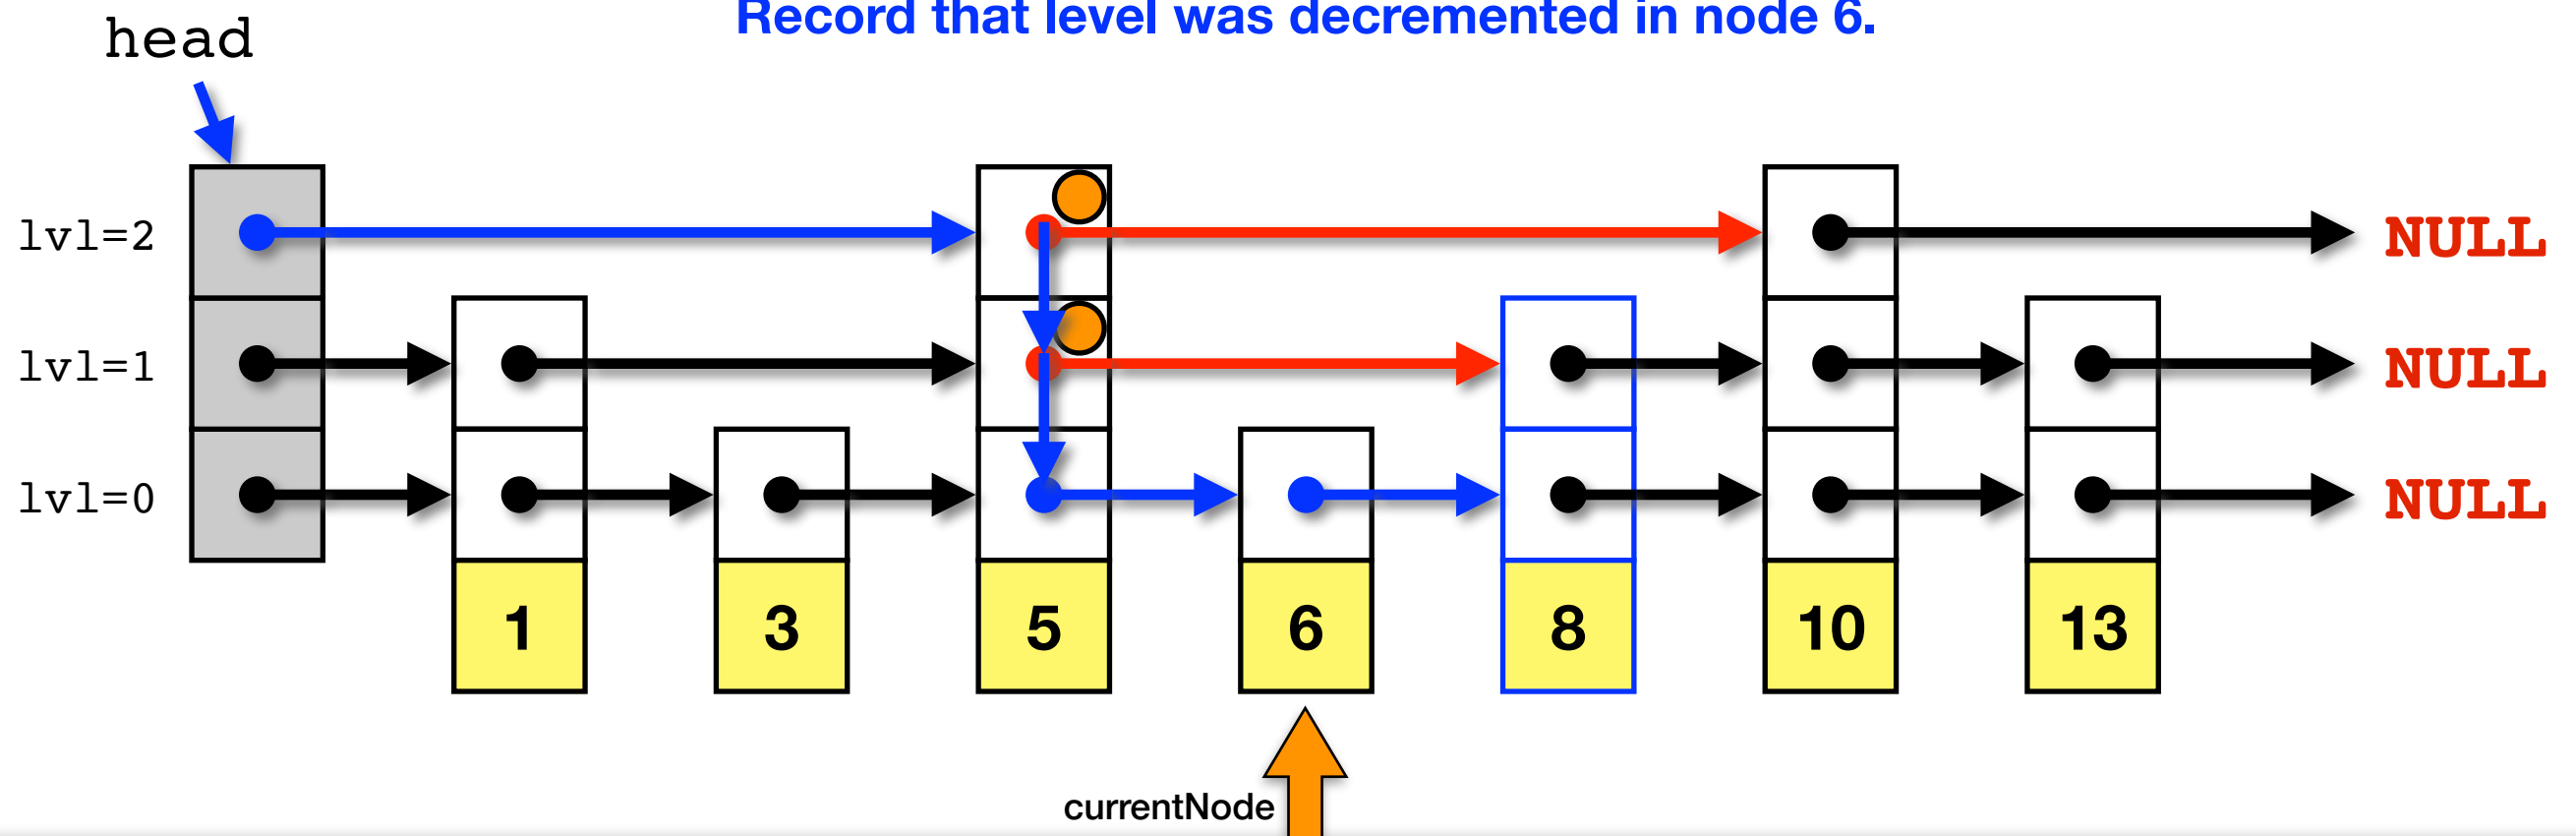 Record that level was decremented in node 6.
head
lvl=2 NULL
lvl=1 NULL
lvl=0 NULL
1 3 5 6 8 10 13
currentNode